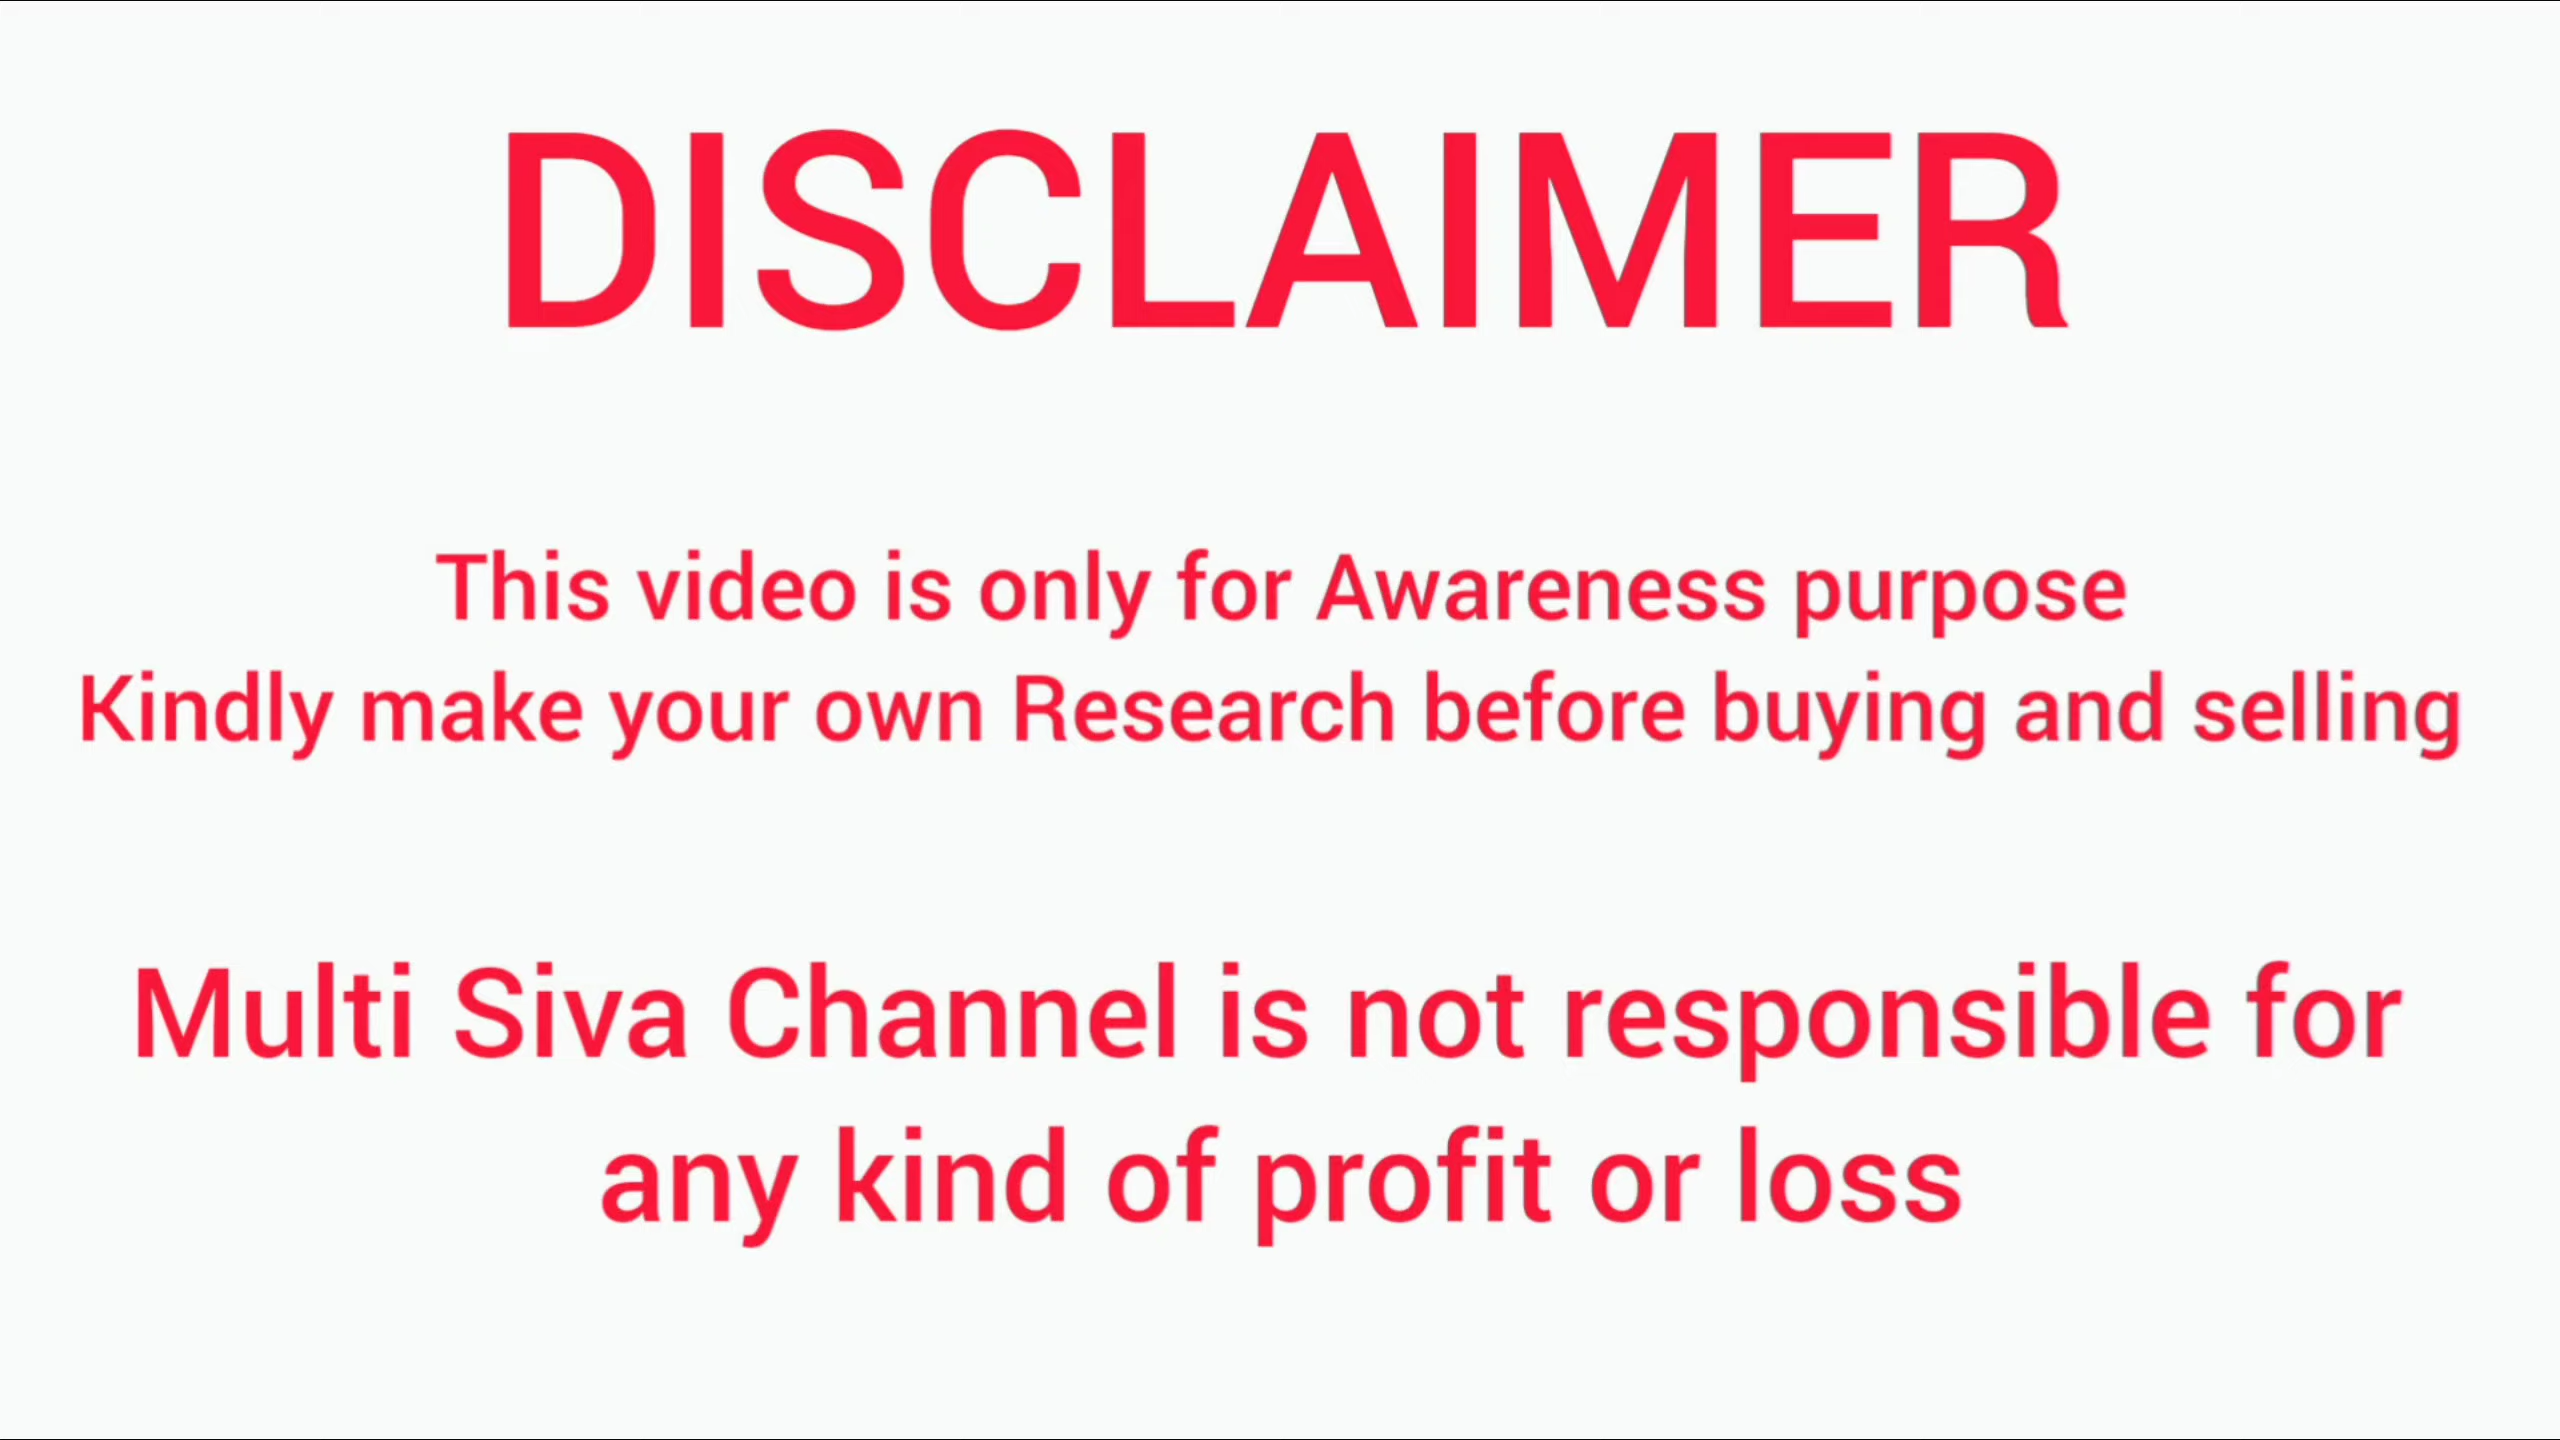 DISCLAIMER
This video is only for Awareness purpose
Kindly make your own Research before buying and selling
Multi Siva Channel is not responsible for
any kind of profit or loss